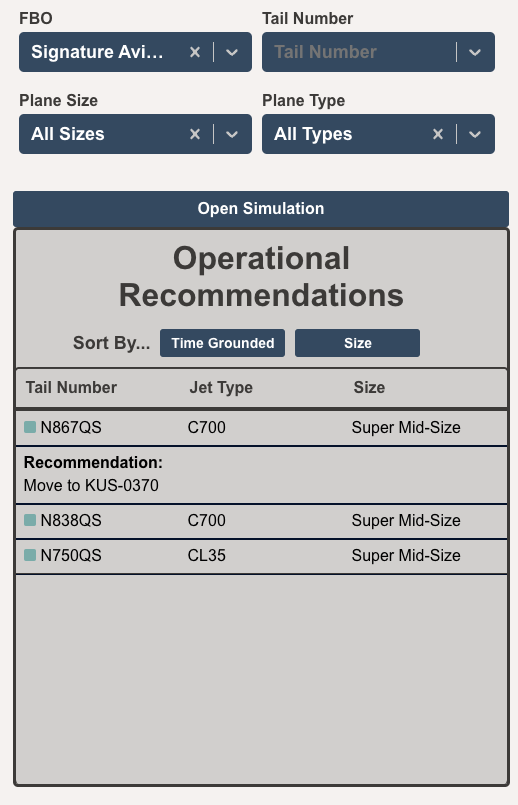 FBO
Tail Number
Signature Avi...
Tail Number
Plane Size
Plane Type
All Sizes
All Types
Open Simulation
Operational
Recommendations
Sort By... Time Grounded Size
Tail Number Jet Type Size
N867QS C700 Super Mid-Size
Recommendation:
Move to KUS-0370
N838QS C700 Super Mid-Size
N750QS CL35 Super Mid-Size